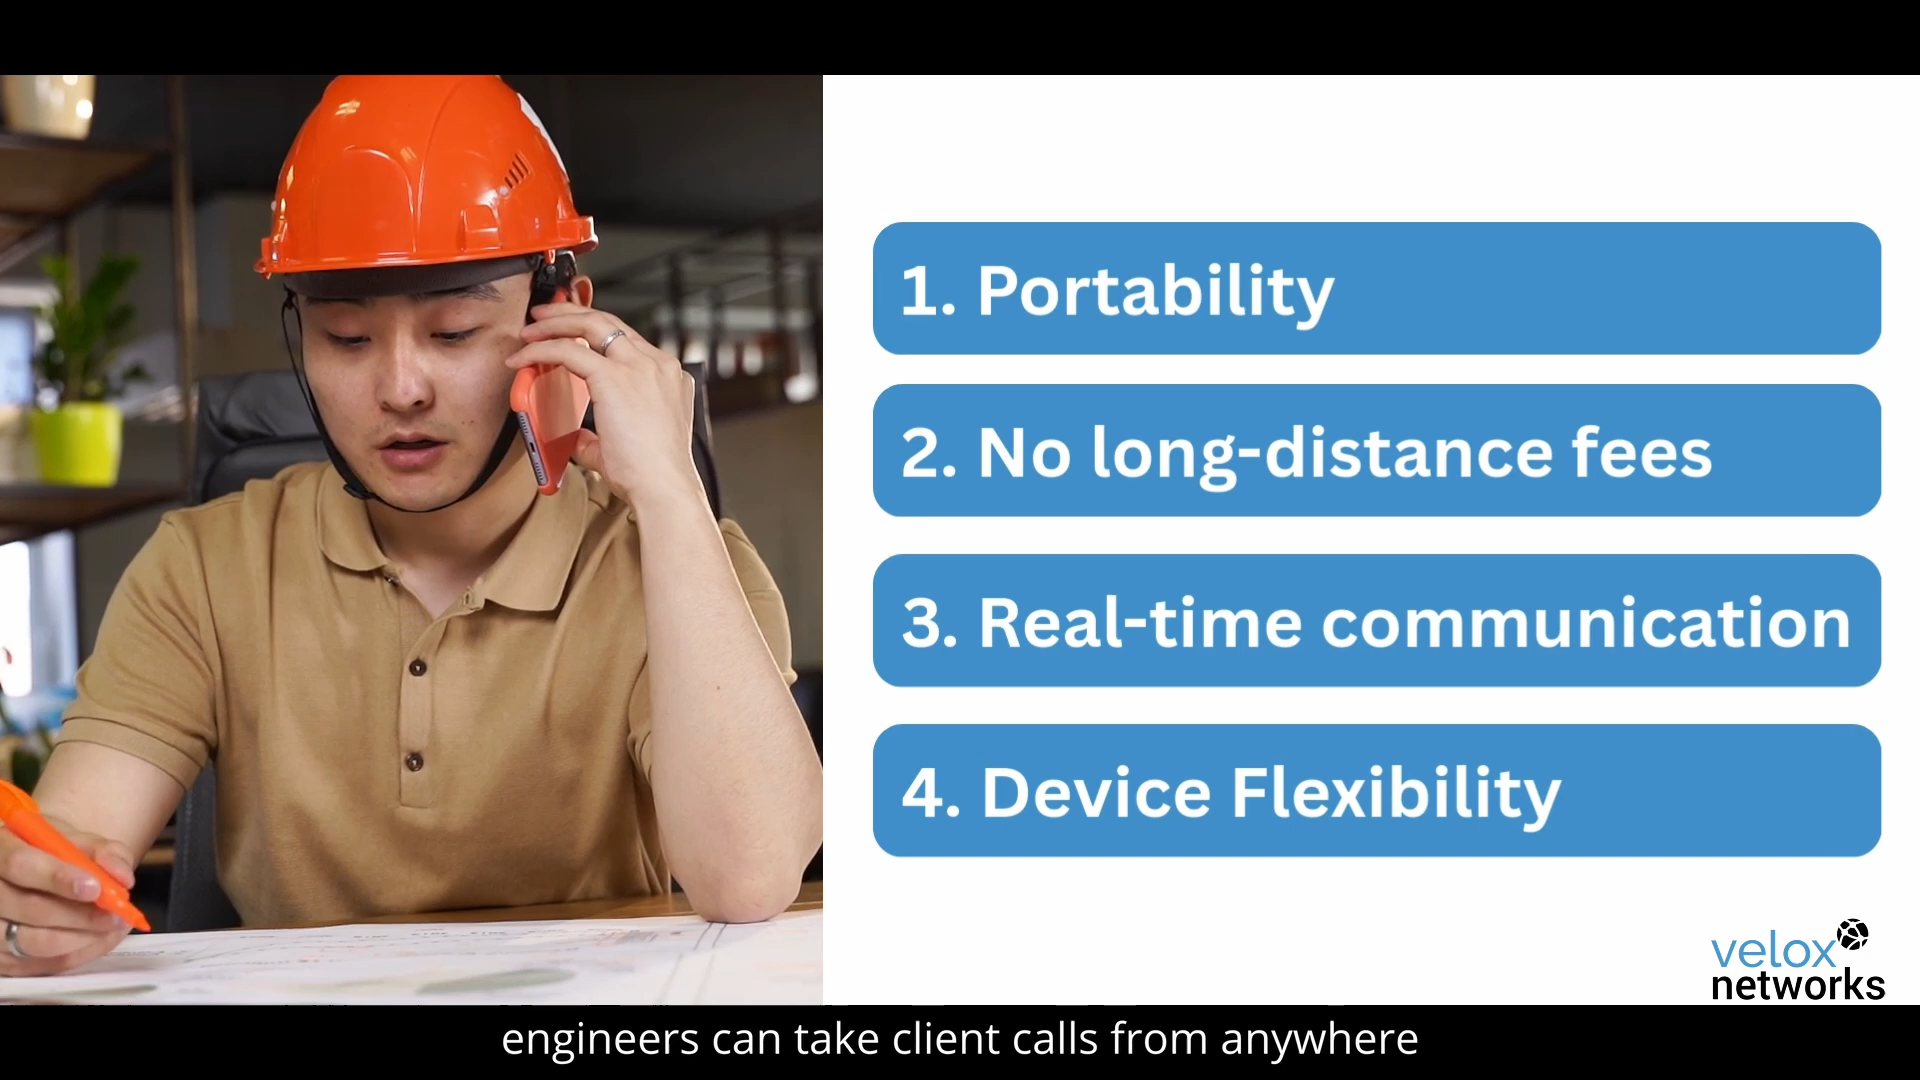 1. Portability
2. No long-distance fees
3. Real-time communication
4. Device Flexibility
velox
networks
engineers can take client calls from anywhere